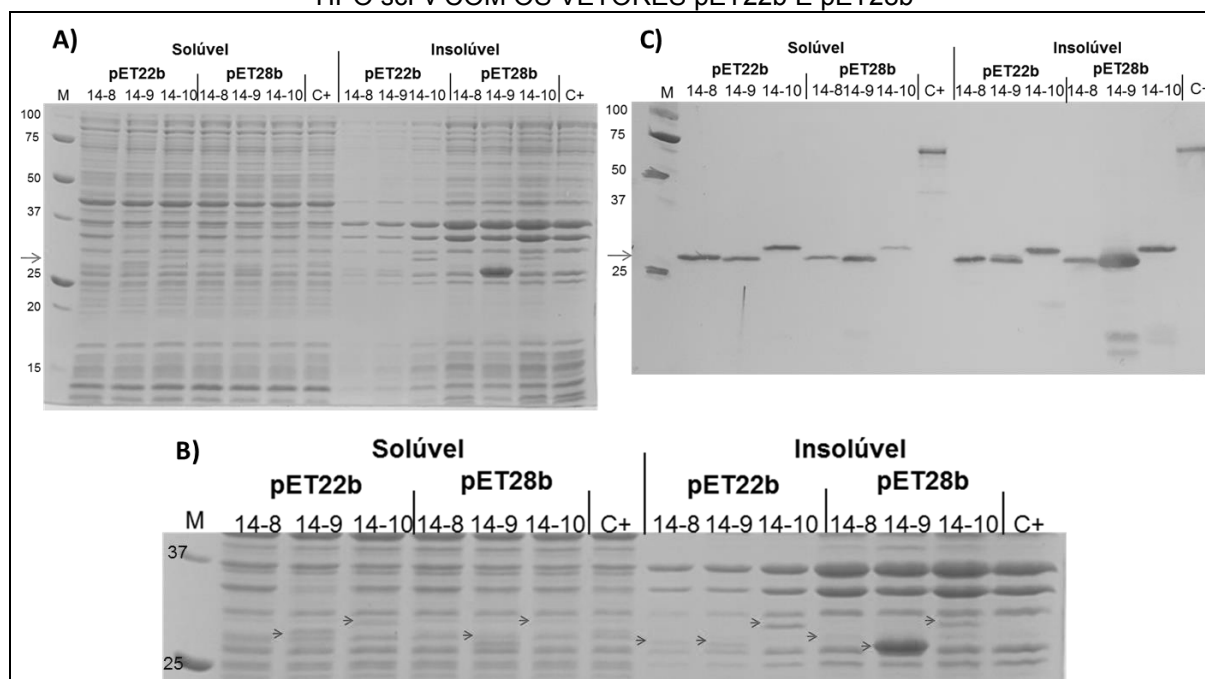 HPG scFv COM OS VETORES pET22b E pET28b
A)
Solúvel Insolúvel
pET22b pET28b pET22b pET28b
M 14-8 14-9 14-10 14-8 14-9 14-10 C+ 14-8 14-9 14-10 14-8 14-9 14-10 C+
100
75
50
37
25
20
15
C)
Solúvel Insolúvel
pET22b pET28b pET22b pET28b
M 14-8 14-9 14-10 14-8 14-9 14-10 C+ 14-8 14-9 14-10 14-8 14-9 14-10
100
75
50
37
25
B)
Solúvel Insolúvel
pET22b pET28b pET22b pET28b
M 14-8 14-9 14-10 14-8 14-9 14-10 C+ 14-8 14-9 14-10 14-8 14-9 14-10 C+
37
25